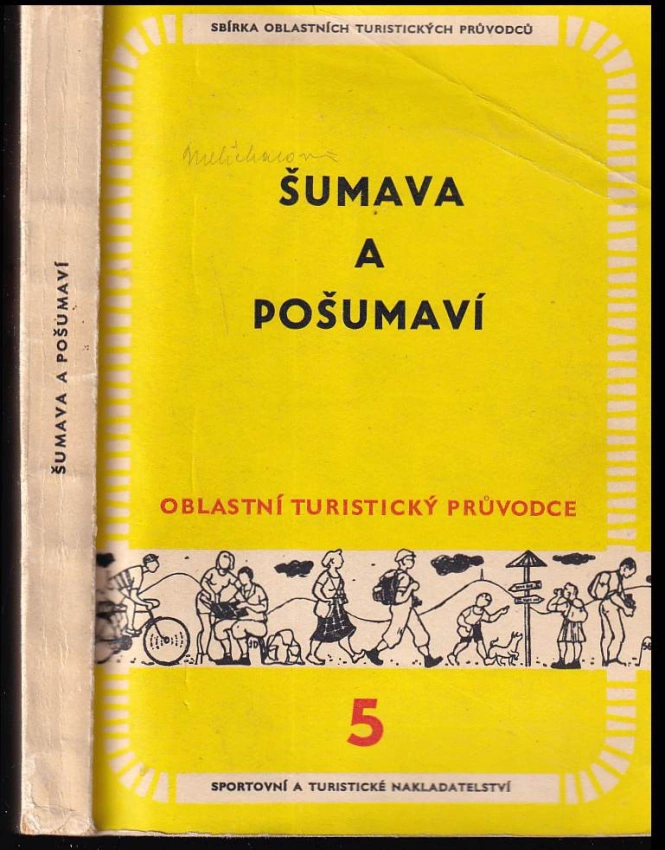 SBÍRKA OBLASTNÍCH TURISTICKÝCH PRŮVODCŮ
ŠUMAVA
A
POŠUMAVÍ
OBLASTNÍ TURISTICKÝ PRŮVODCE
5
SPORTOVNÍ A TURISTICKÉ NAKLADATELSTVÍ
ŠUMAVA A POŠUMAVÍ